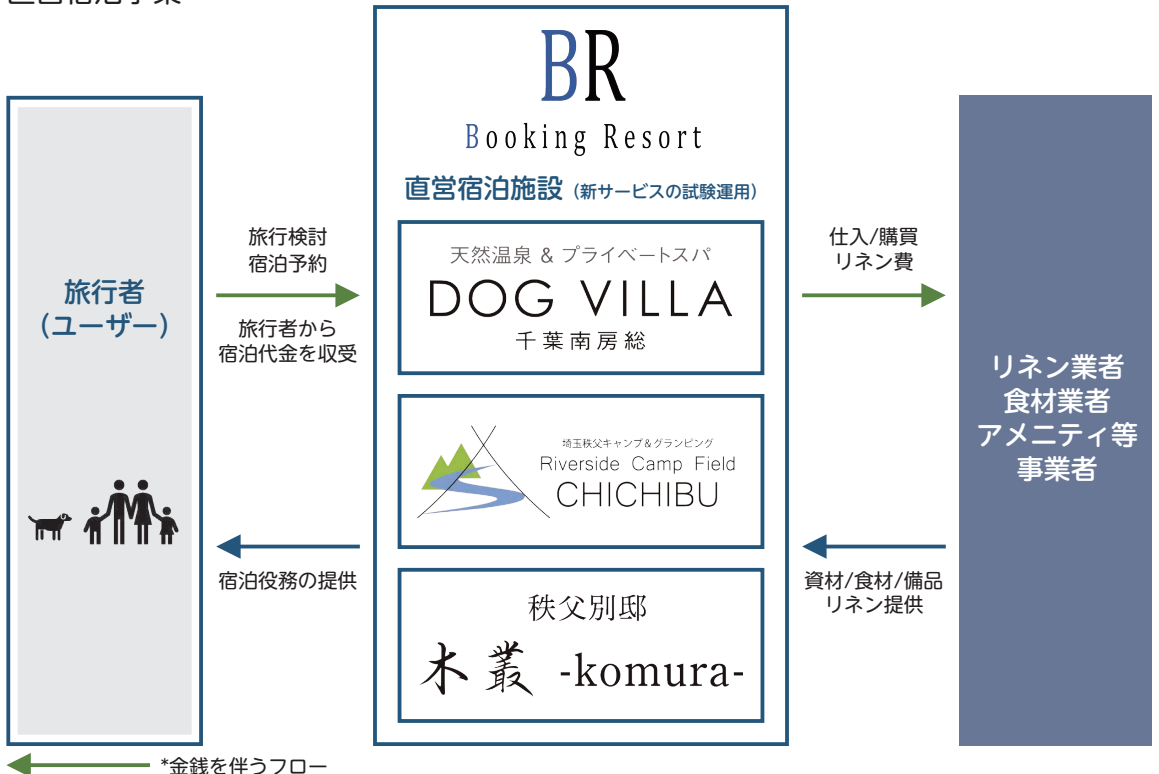 直営宿泊事業
BR
Booking Resort
直営宿泊施設（新サービスの試験運用）
旅行者
（ユーザー）
旅行検討
宿泊予約
旅行者から
宿泊代金を収受
宿泊役務の提供
天然温泉 & プライベートスパ
DOG VILLA
千葉南房総
埼玉秩父キャンプ&グランピング
Riverside Camp Field
CHICHIBU
秩父別邸
木叢 -komura-
仕入/購買
リネン費
資材/食材/備品
リネン提供
リネン業者
食材業者
アメニティ等
事業者
*金銭を伴うフロー